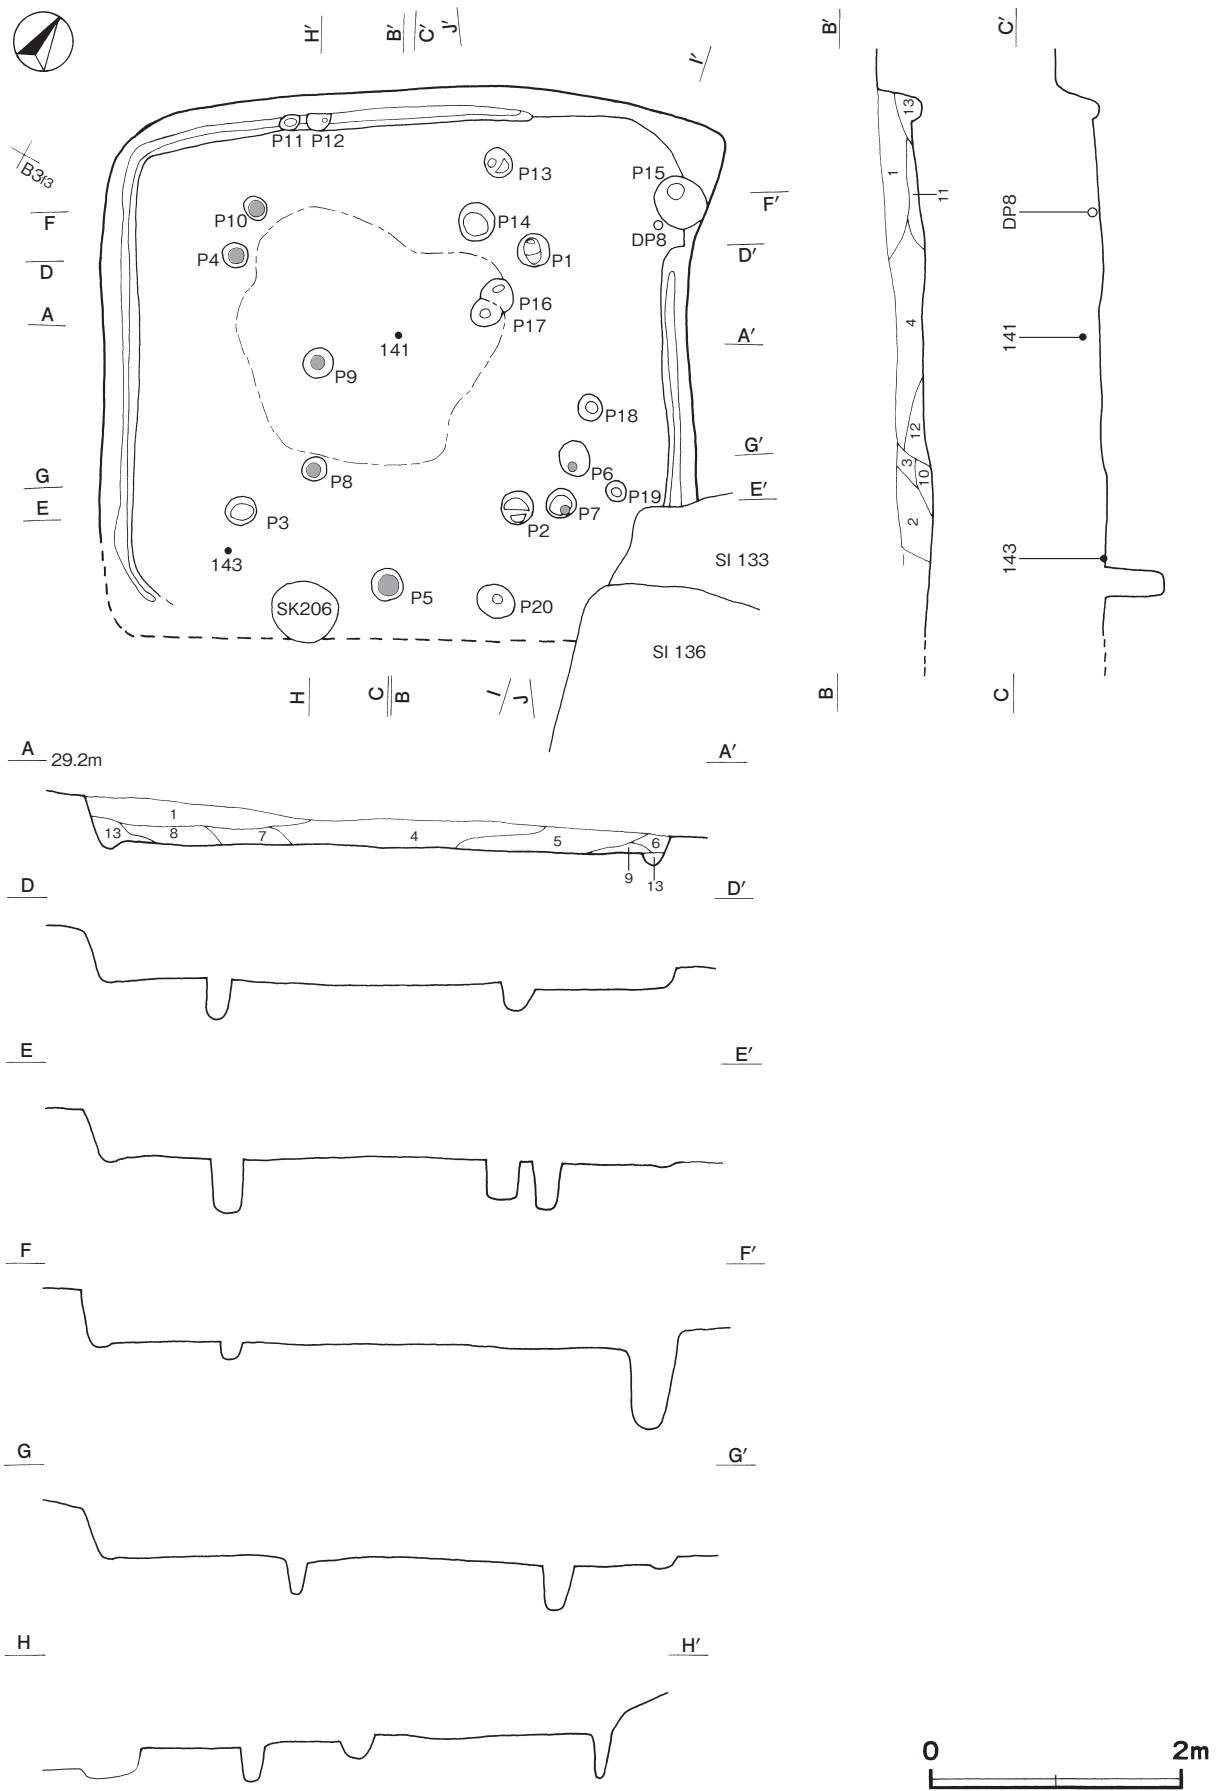 H′ B′ C′ J′ I′ B′ C′
P11 P12
B3f3
P13
P15
F P10 P14 F′
DP8
P4 P1 D′
D
P16
A P17 A′
141
P9
P18
G′
P6
G P8 P19 E′
E P3 P2 P7
143
SI 133
SK206 P5 P20
SI 136
H C B I J B C
13
1
11
4
12
3
10
2
DP8
141
143
A 29.2m A′
1
13 8 7 4 5 6
9 13
D D′
E E′
F F′
G G′
H H′
0 2m